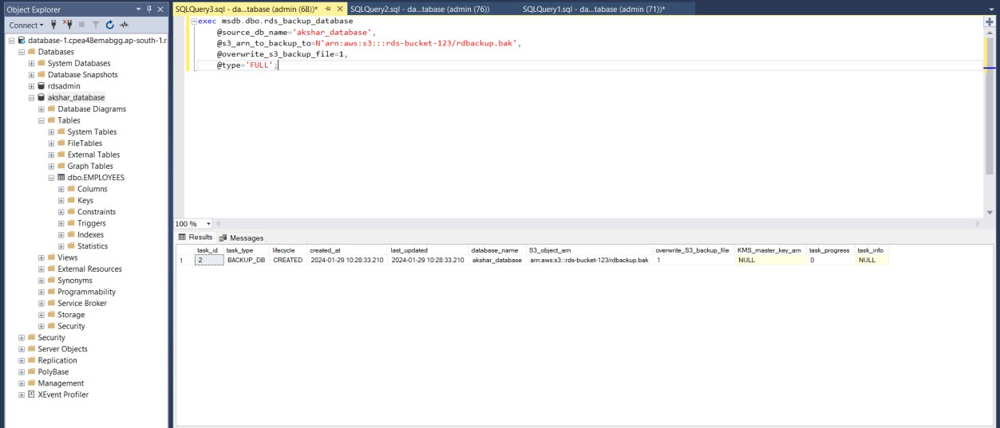 Object Explorer
Connect
database-1.cpea48emabgg.ap-south-1.r
Databases
System Databases
Database Snapshots
rdsadmin
akshar_database
Database Diagrams
Tables
System Tables
FileTables
External Tables
Graph Tables
dbo.EMPLOYEES
Columns
Keys
Constraints
Triggers
Indexes
Statistics
Views
External Resources
Synonyms
Programmability
Service Broker
Storage
Security
Security
Server Objects
Replication
PolyBase
Management
XEvent Profiler
SQLQuery3.sql - da...tabase (admin (68))* SQLQuery2.sql - da...tabase (admin (76)) SQLQuery1.sql - da...tabase (admin (71))*
exec msdb.dbo.rds_backup_database
@source_db_name='akshar_database',
@s3_arn_to_backup_to=N'arn:aws:s3:::rds-bucket-123/rdbackup.bak',
@overwrite_s3_backup_file=1,
@type='FULL';
100 %
Results Messages
task_id task_type lifecycle created_at last_updated database_name S3_object_arn overwrite_S3_backup_file KMS_master_key_arn task_progress task_info
1 2 BACKUP_DB CREATED 2024-01-29 10:28:33.210 2024-01-29 10:28:33.210 akshar_database arn:aws:s3:::rds-bucket-123/rdbackup.bak 1 NULL 0 NULL